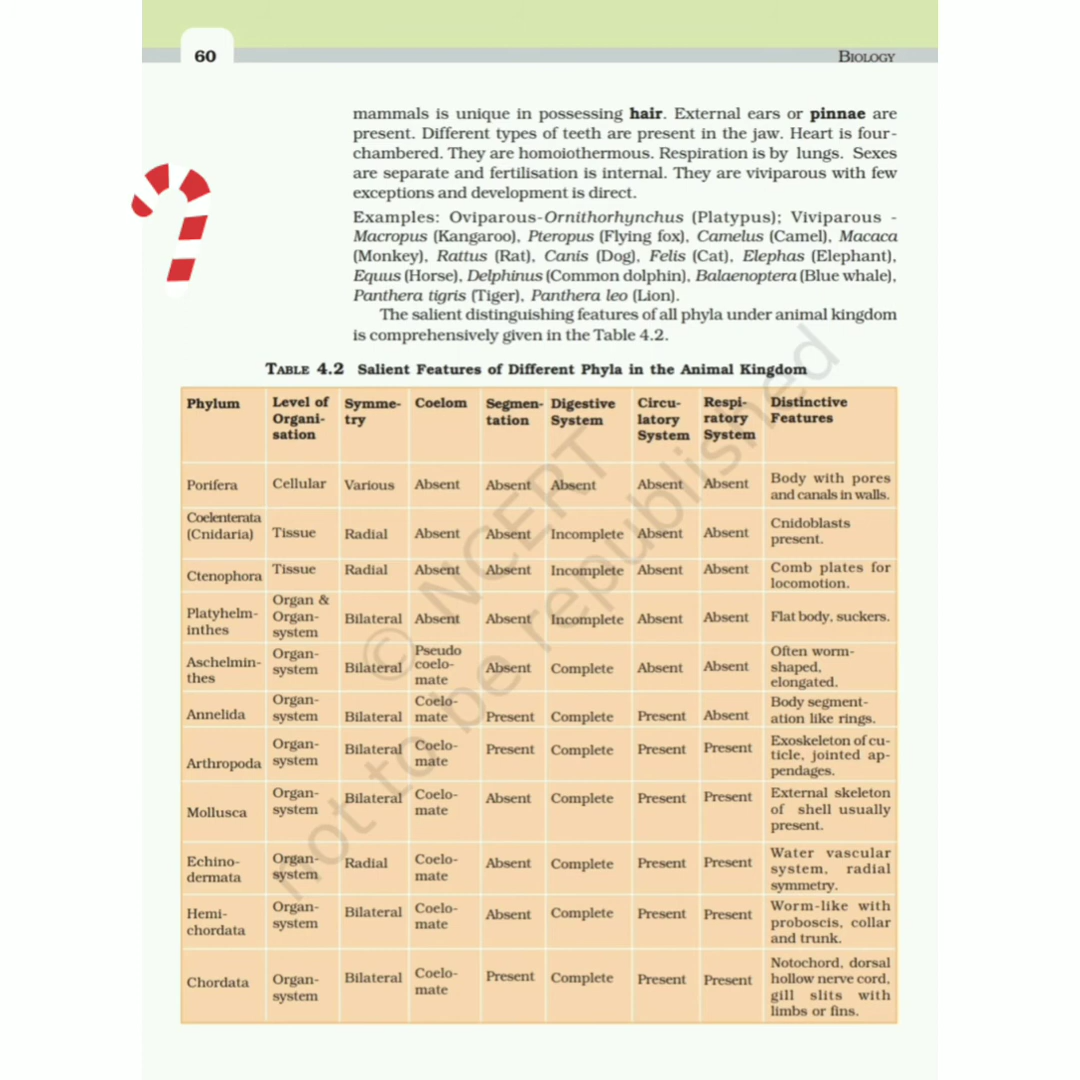 60
BIOLOGY
mammals is unique in possessing hair. External ears or pinnae are
present. Different types of teeth are present in the jaw. Heart is four-
chambered. They are homoiothermous. Respiration is by lungs. Sexes
are separate and fertilisation is internal. They are viviparous with few
exceptions and development is direct.
Examples: Oviparous-Ornithorhynchus (Platypus); Viviparous -
Macropus (Kangaroo), Pteropus (Flying fox), Camelus (Camel), Macaca
(Monkey), Rattus (Rat), Canis (Dog), Felis (Cat), Elephas (Elephant),
Equus (Horse), Delphinus (Common dolphin), Balaenoptera (Blue whale),
Panthera tigris (Tiger), Panthera leo (Lion).
The salient distinguishing features of all phyla under animal kingdom
is comprehensively given in the Table 4.2.
TABLE 4.2 Salient Features of Different Phyla in the Animal Kingdom
Phylum
Level of
Organi-
sation
Symme-
try
Coelom
Segmen-
tation
Digestive
System
Circu-
latory
System
Respi-
ratory
System
Distinctive
Features
Porifera
Cellular
Various
Absent
Absent
Absent
Absent
Absent
Body with pores
and canals in walls.
Coelenterata
(Cnidaria)
Tissue
Radial
Absent
Absent
Incomplete
Absent
Absent
Cnidoblasts
present.
Ctenophora
Tissue
Radial
Absent
Absent
Incomplete
Absent
Absent
Comb plates for
locomotion.
Platyhelm-
inthes
Organ &
Organ-
system
Bilateral
Absent
Absent
Incomplete
Absent
Absent
Flat body, suckers.
Aschelmin-
thes
Organ-
system
Bilateral
Pseudo
coelo-
mate
Absent
Complete
Absent
Absent
Often worm-
shaped,
elongated.
Annelida
Organ-
system
Bilateral
Coelo-
mate
Present
Complete
Present
Absent
Body segment-
ation like rings.
Arthropoda
Organ-
system
Bilateral
Coelo-
mate
Present
Complete
Present
Present
Exoskeleton of cu-
ticle, jointed ap-
pendages.
Mollusca
Organ-
system
Bilateral
Coelo-
mate
Absent
Complete
Present
Present
External skeleton
of shell usually
present.
Echino-
dermata
Organ-
system
Radial
Coelo-
mate
Absent
Complete
Present
Present
Water vascular
system, radial
symmetry.
Hemi-
chordata
Organ-
system
Bilateral
Coelo-
mate
Absent
Complete
Present
Present
Worm-like with
proboscis, collar
and trunk.
Chordata
Organ-
system
Bilateral
Coelo-
mate
Present
Complete
Present
Present
Notochord, dorsal
hollow nerve cord,
gill slits with
limbs or fins.
© NCERT
not to be republished